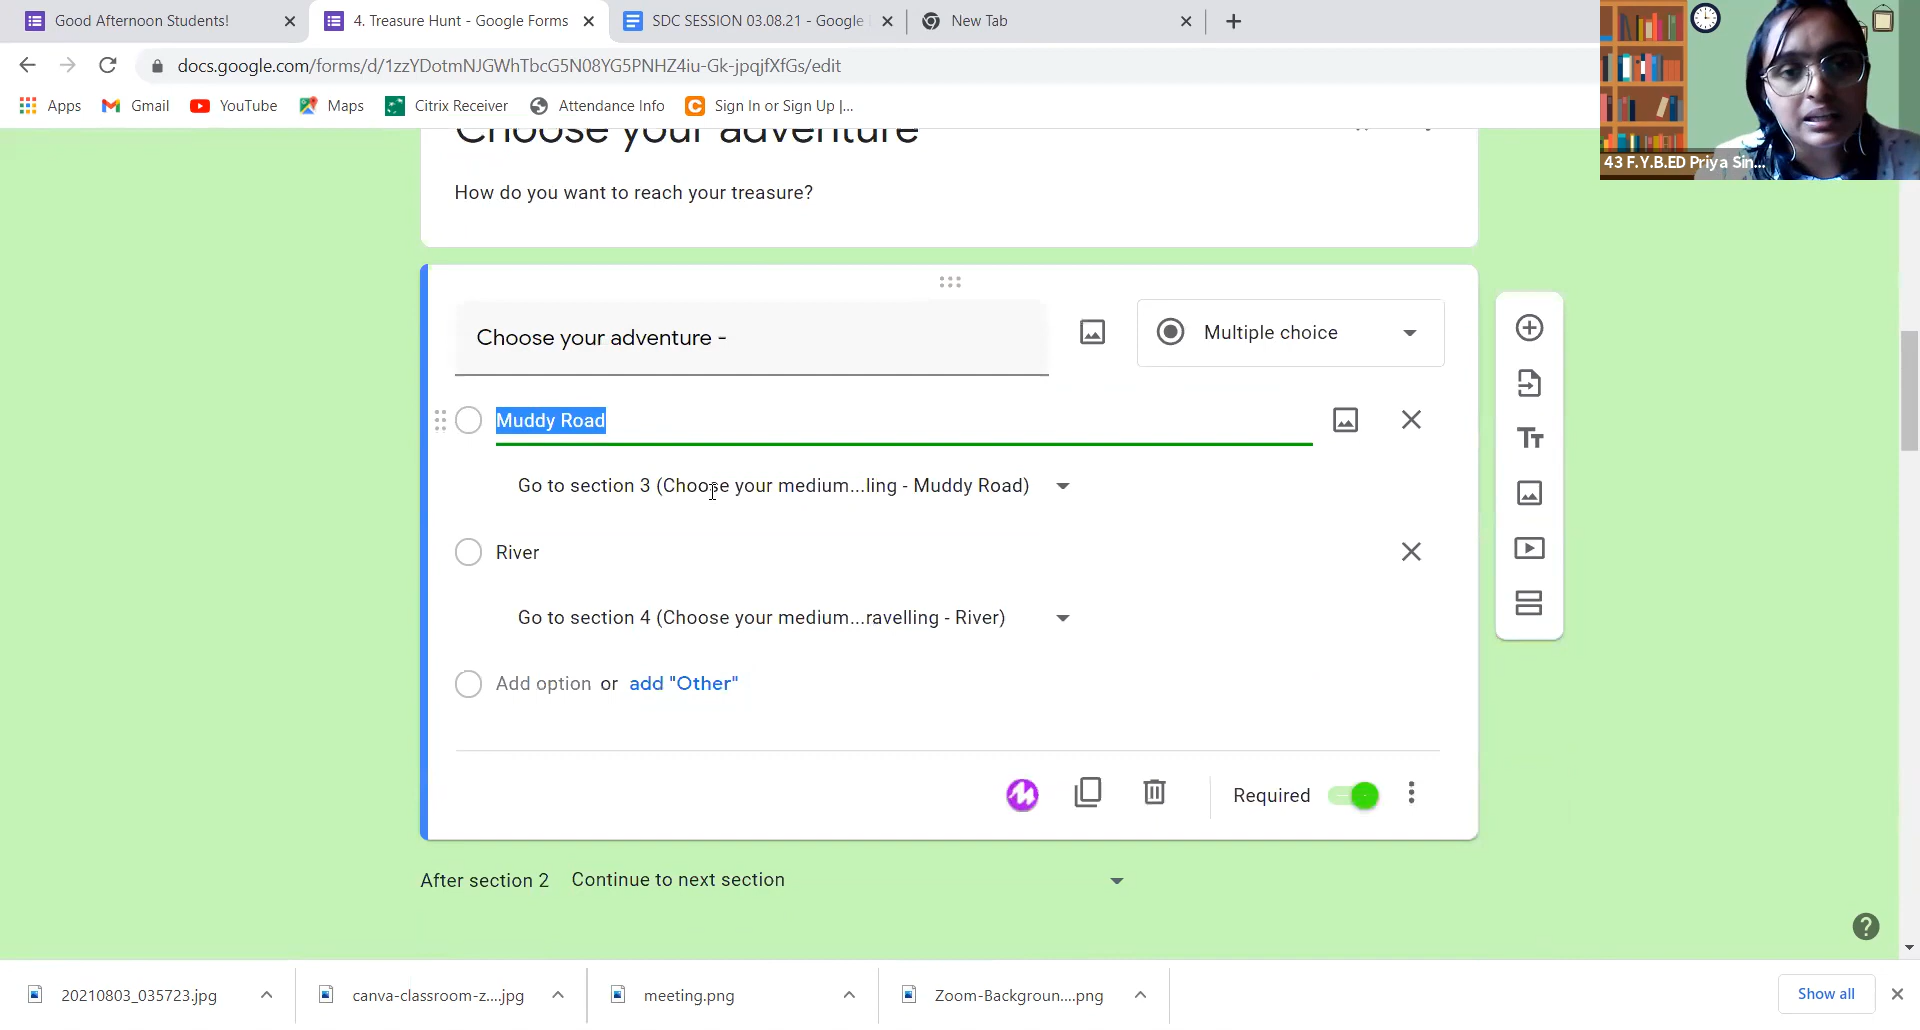 Good Afternoon Students!
4. Treasure Hunt - Google Forms
SDC SESSION 03.08.21 - Google
New Tab
docs.google.com/forms/d/1zzYDotmNJGWhTbcG5N08YG5PNHZ4iu-Gk-jpqjfXfGs/edit
Apps
Gmail
YouTube
Maps
Citrix Receiver
Attendance Info
Sign In or Sign Up |...
43 F.Y.B.ED Priya Sin...
Choose your adventure
How do you want to reach your treasure?
Choose your adventure -
Multiple choice
Muddy Road
Go to section 3 (Choose your medium...ling - Muddy Road)
River
Go to section 4 (Choose your medium...ravelling - River)
Add option or add "Other"
Required
After section 2 Continue to next section
20210803_035723.jpg
canva-classroom-z....jpg
meeting.png
Zoom-Backgroun....png
Show all